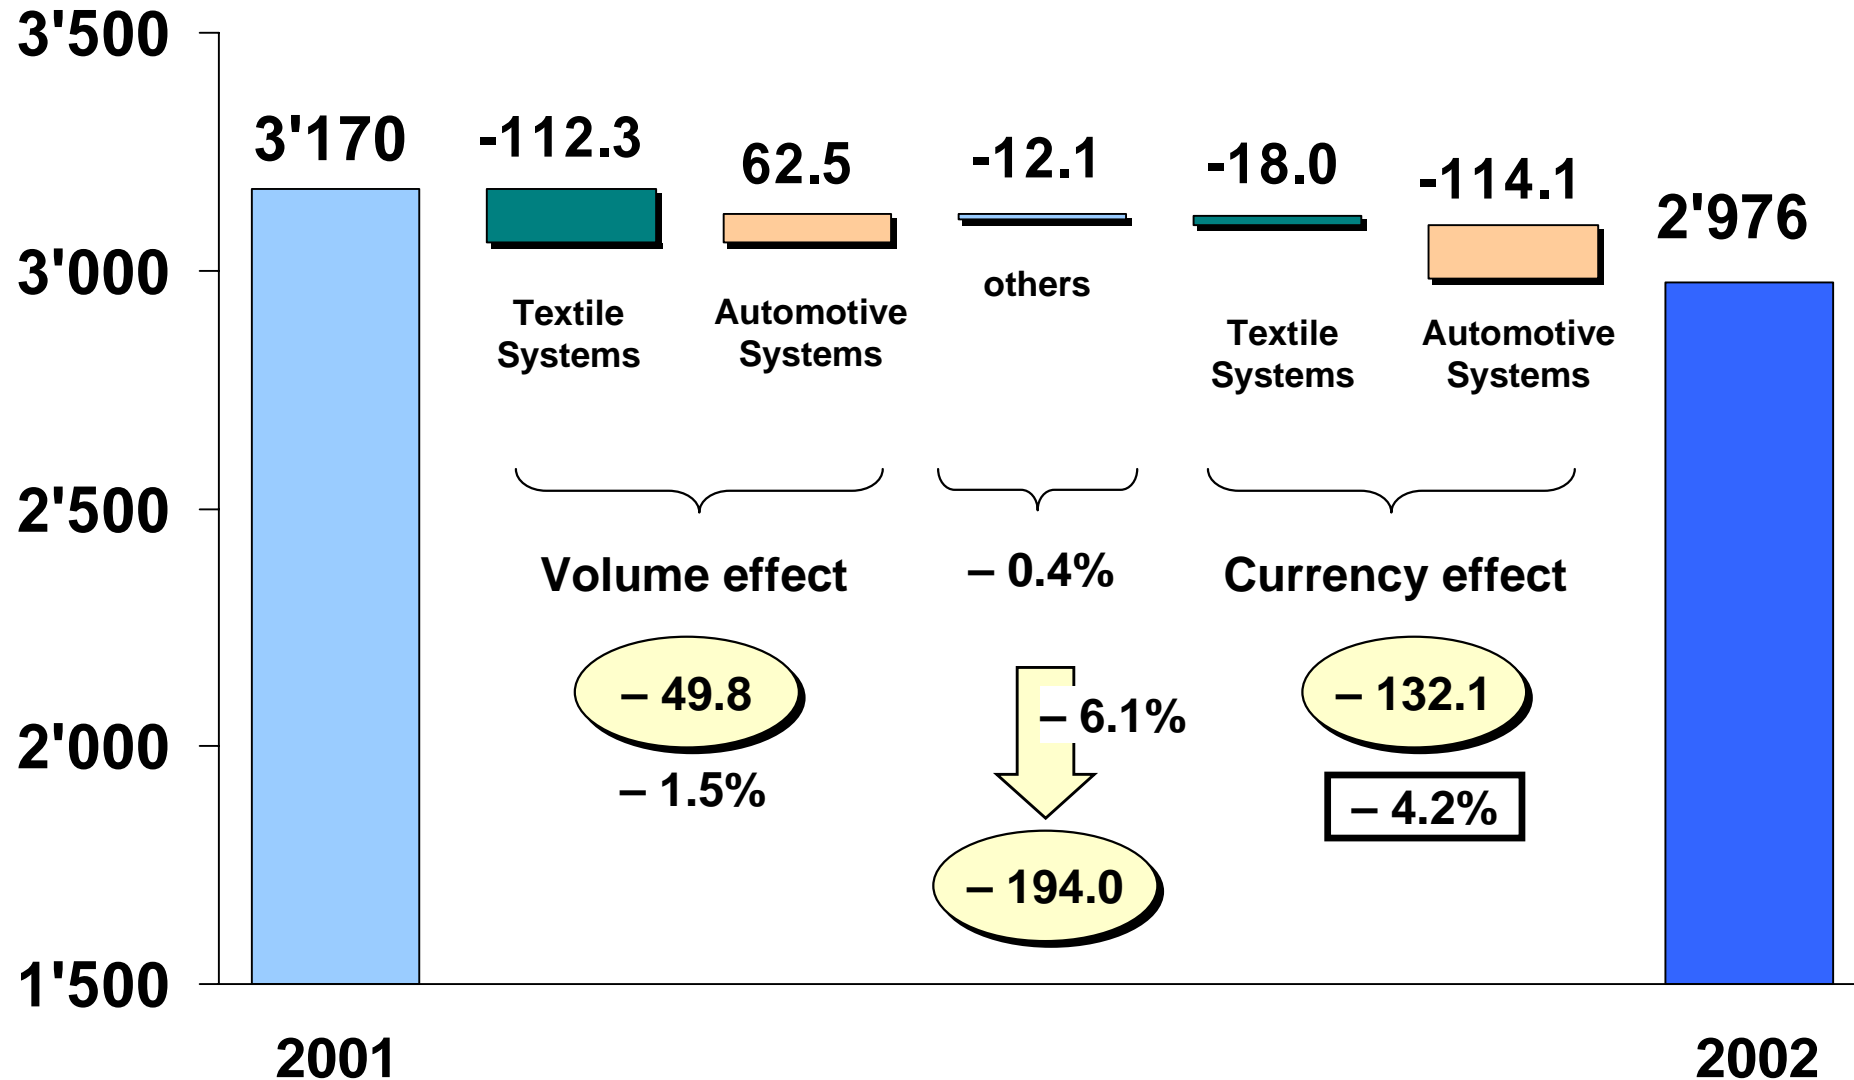 3'500
3'000
2'500
2'000
1'500
3'170
-112.3
62.5
-12.1
-18.0
-114.1
2'976
Textile
Systems
Automotive
Systems
others
Textile
Systems
Automotive
Systems
Volume effect
– 0.4%
Currency effect
– 49.8
– 6.1%
– 132.1
– 1.5%
– 4.2%
– 194.0
2001
2002